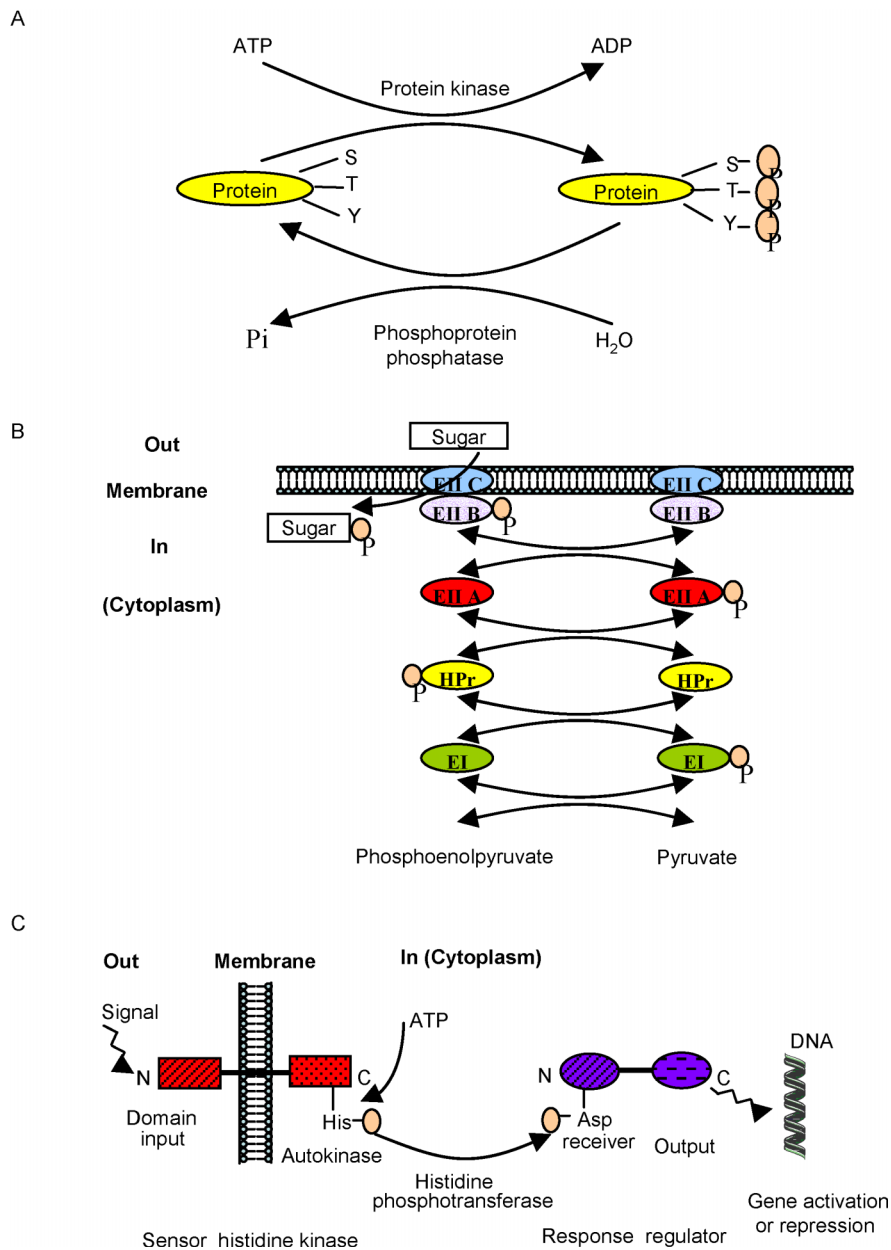 A
ATP
ADP
Protein kinase
Protein
S
T
Y
Protein
S P
T P
Y P
Pi
Phosphoprotein
phosphatase
H₂O
B
Out
Sugar
Membrane
EII C
EII C
EII B P
EII B
Sugar P
In
(Cytoplasm)
EII A
EII A P
P HPr
HPr
EI
EI P
Phosphoenolpyruvate
Pyruvate
C
Out
Membrane
In (Cytoplasm)
Signal
ATP
DNA
N
C
N
C
Domain
input
His
Autokinase
Asp
receiver
Output
Histidine
phosphotransferase
Gene activation
or repression
Sensor histidine kinase
Response regulator